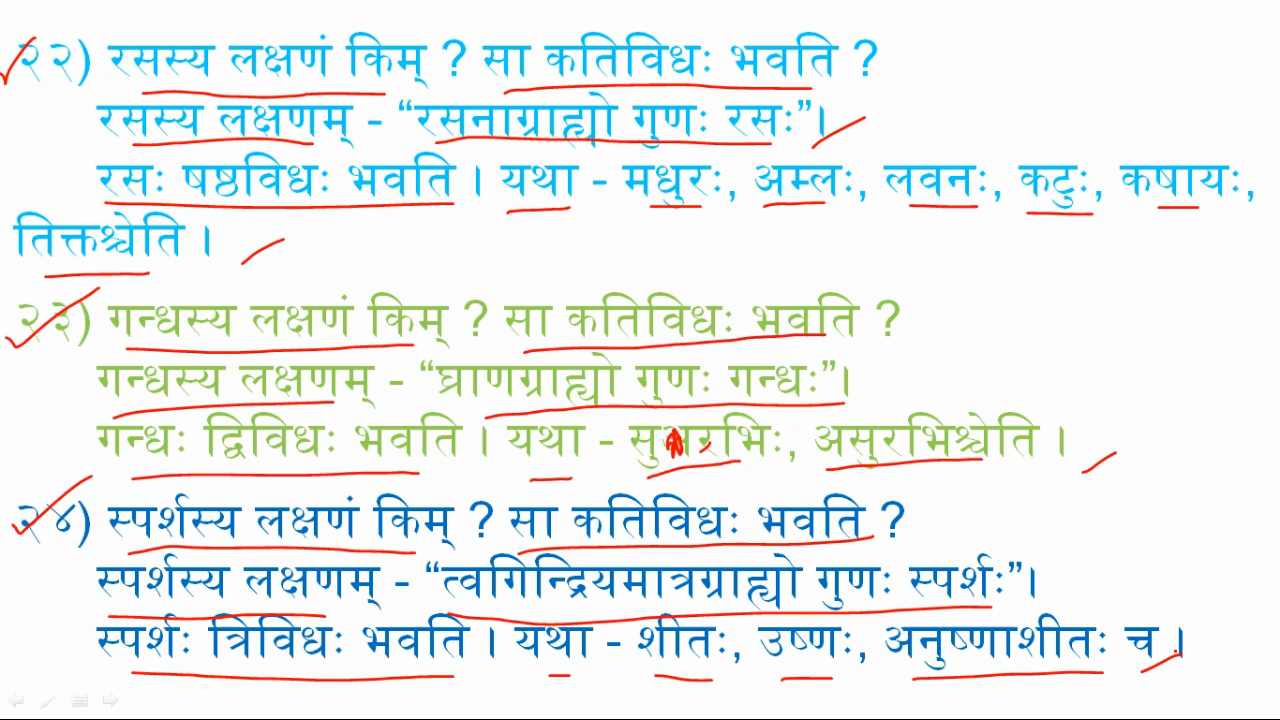 २२) रसस्य लक्षणं किम् ? सा कतिविधः भवति ?
रसस्य लक्षणम् - “रसनाग्राह्यो गुणः रसः”।
रसः षष्ठविधः भवति । यथा - मधुरः, अम्लः, लवनः, कटुः, कषायः,
तिक्तश्चेति ।
२३) गन्धस्य लक्षणं किम् ? सा कतिविधः भवति ?
गन्धस्य लक्षणम् - “घ्राणग्राह्यो गुणः गन्धः”।
गन्धः द्विविधः भवति । यथा - सुअरभिः, असुरभिश्चेति ।
२४) स्पर्शस्य लक्षणं किम् ? सा कतिविधः भवति ?
स्पर्शस्य लक्षणम् - “त्वगिन्द्रियमात्रग्राह्यो गुणः स्पर्शः”।
स्पर्शः त्रिविधः भवति । यथा - शीतः, उष्णः, अनुष्णाशीतः च ।